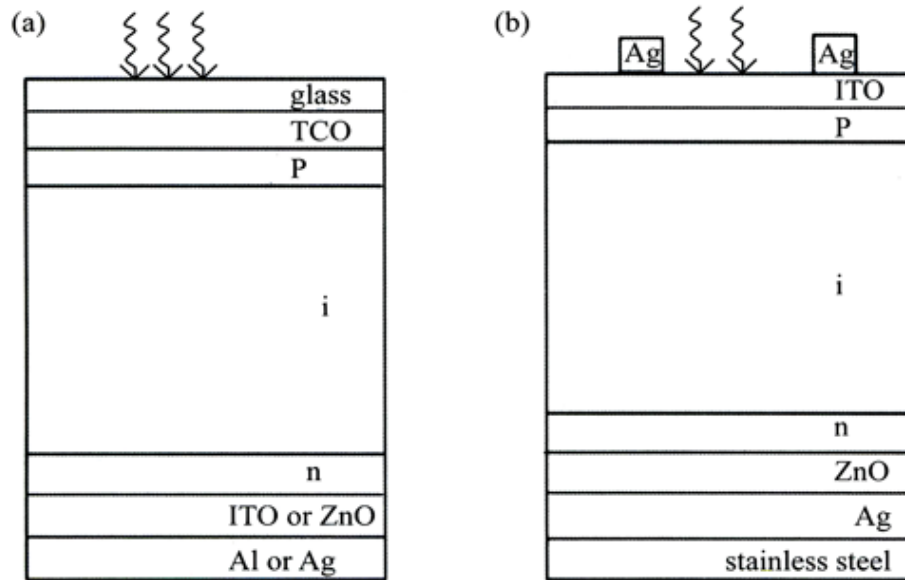 (a)
glass
TCO
P
i
n
ITO or ZnO
Al or Ag
(b)
Ag
Ag
ITO
P
i
n
ZnO
Ag
stainless steel